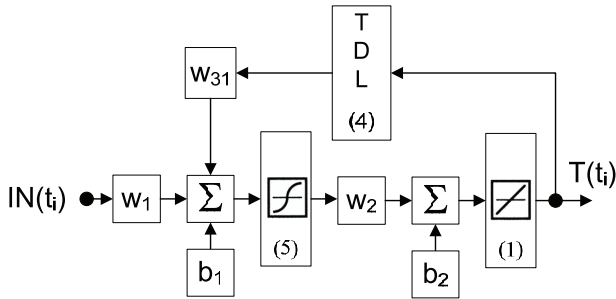 T
D
L
(4)
w₃₁
IN(tᵢ)
w₁
Σ
(5)
w₂
Σ
(1)
T(tᵢ)
b₁
b₂